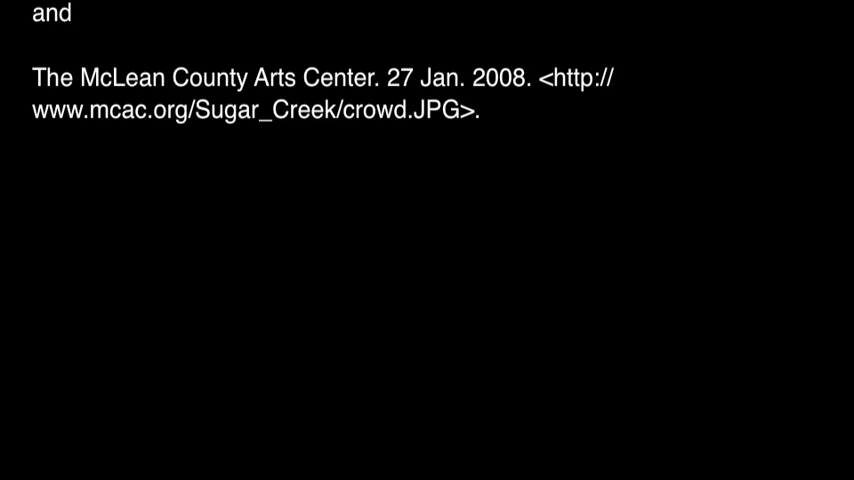 and
The McLean County Arts Center. 27 Jan. 2008. <http://
www.mcac.org/Sugar_Creek/crowd.JPG>.